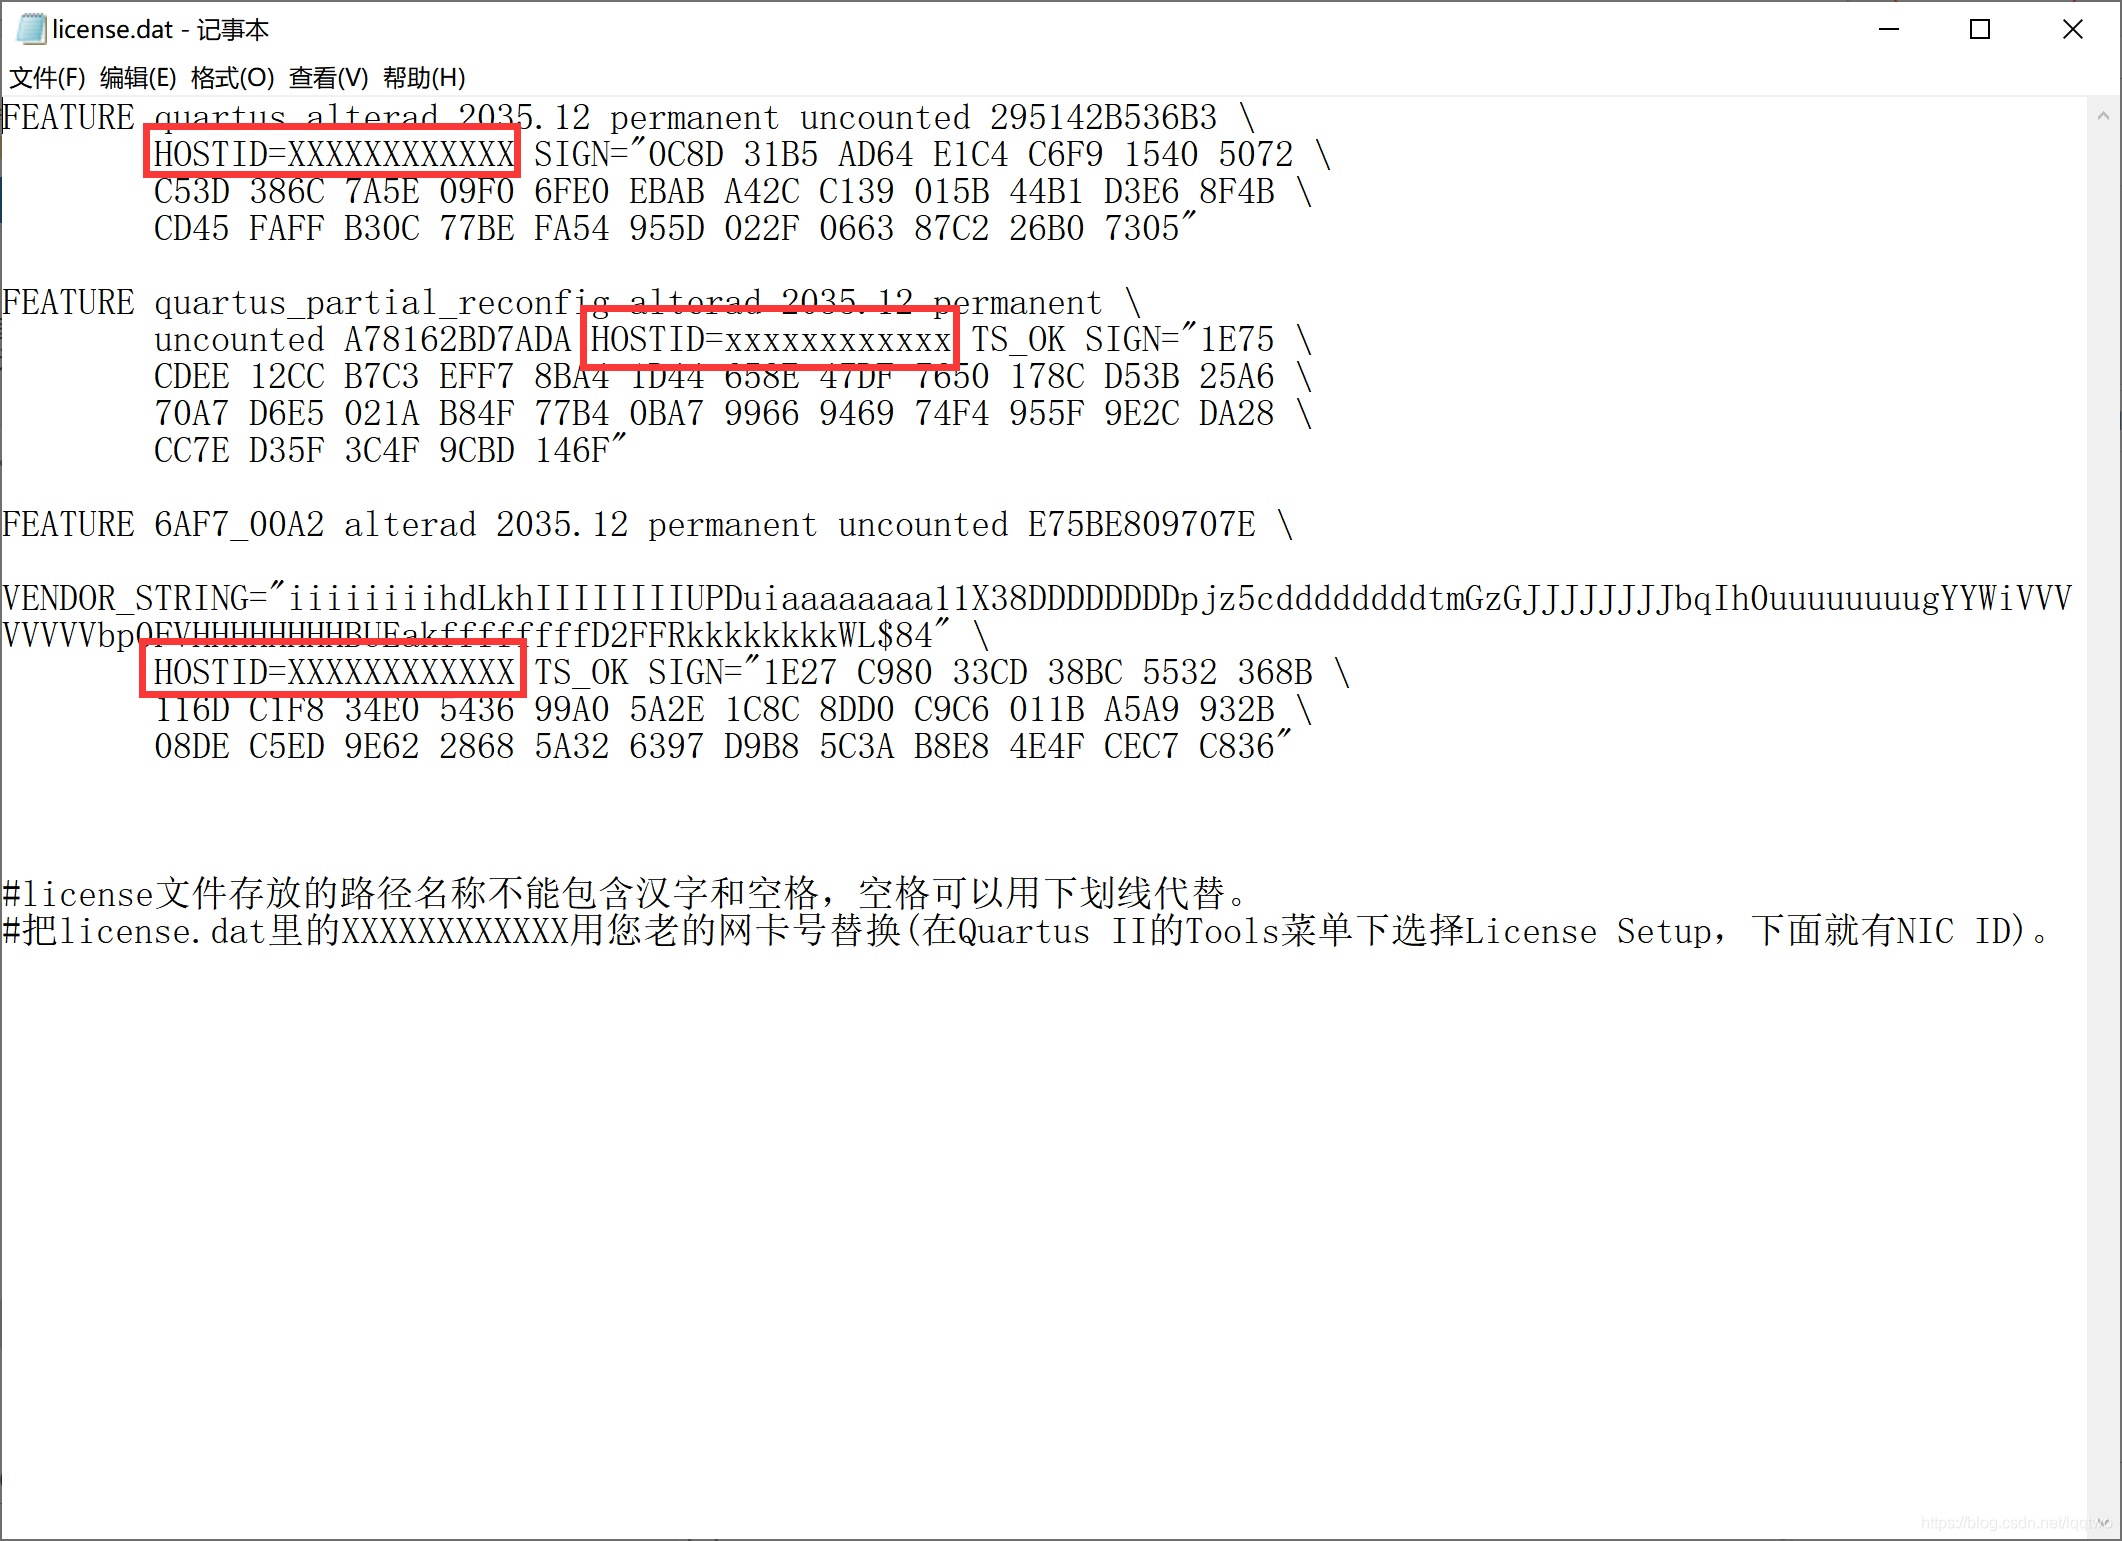 license.dat - 记事本
文件(F) 编辑(E) 格式(O) 查看(V) 帮助(H)
FEATURE quartus alterad 2035.12 permanent uncounted 295142B536B3 \
HOSTID=XXXXXXXXXXXX SIGN="0C8D 31B5 AD64 E1C4 C6F9 1540 5072 \
C53D 386C 7A5E 09F0 6FE0 EBAB A42C C139 015B 44B1 D3E6 8F4B \
CD45 FAFF B30C 77BE FA54 955D 022F 0663 87C2 26B0 7305"
FEATURE quartus_partial_reconfig alterad 2035.12 permanent \
uncounted A78162BD7ADA HOSTID=xxxxxxxxxxxx TS_OK SIGN="1E75 \
CDEE 12CC B7C3 EFF7 8BA4 1D44 658E 47DF 7650 178C D53B 25A6 \
70A7 D6E5 021A B84F 77B4 0BA7 9966 9469 74F4 955F 9E2C DA28 \
CC7E D35F 3C4F 9CBD 146F"
FEATURE 6AF7_00A2 alterad 2035.12 permanent uncounted E75BE809707E \
VENDOR_STRING="iiiiiiiihdLkhIIIIIIIIUPDuiaaaaaaaa11X38DDDDDDDDpjz5cddddddddtmGzGJJJJJJJJbqIh0uuuuuuuugYYWiVVV
VVVVVbpOFVHHHHHHHHBUEakffffffffD2FFRkkkkkkkkWL$84" \
HOSTID=XXXXXXXXXXXX TS_OK SIGN="1E27 C980 33CD 38BC 5532 368B \
116D C1F8 34E0 5436 99A0 5A2E 1C8C 8DD0 C9C6 011B A5A9 932B \
08DE C5ED 9E62 2868 5A32 6397 D9B8 5C3A B8E8 4E4F CEC7 C836"
#license文件存放的路径名称不能包含汉字和空格，空格可以用下划线代替。
#把license.dat里的XXXXXXXXXXXX用您老的网卡号替换(在Quartus II的Tools菜单下选择License Setup，下面就有NIC ID)。